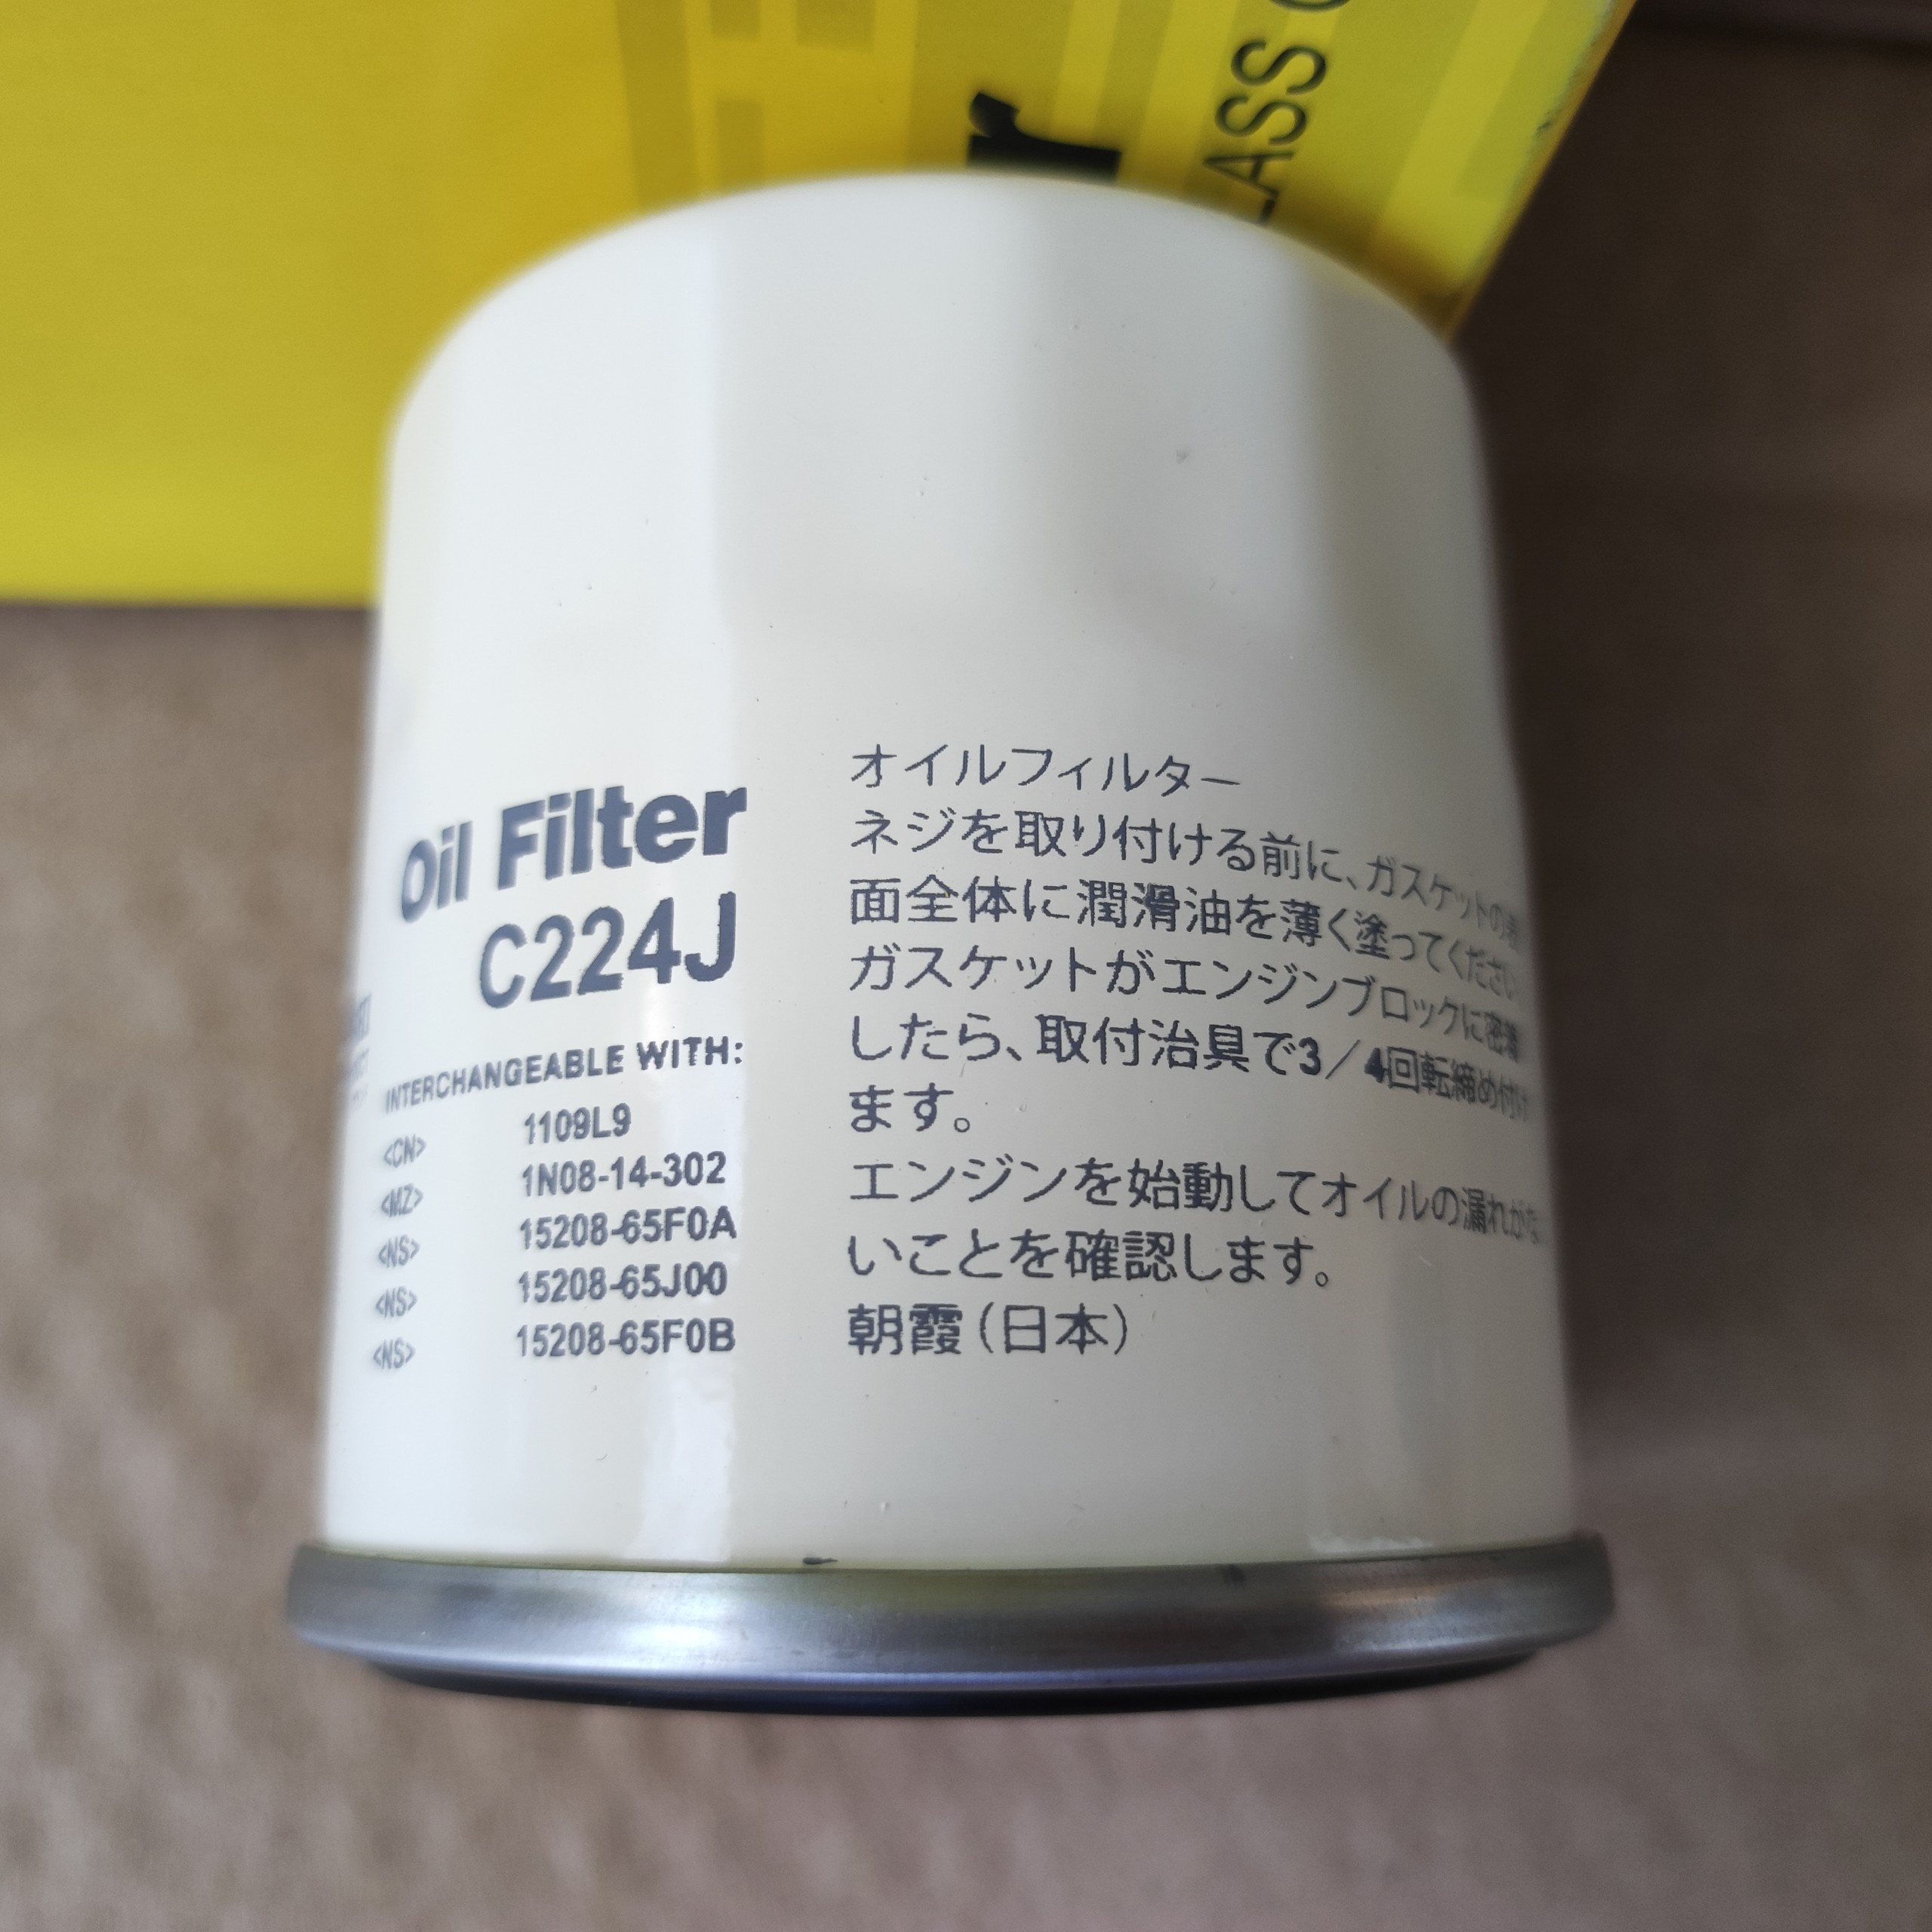 LASS
Oil Filter
C224J
INTERCHANGEABLE WITH:
<CN> 1109L9
<MZ> 1N08-14-302
<NS> 15208-65F0A
<NS> 15208-65J00
<NS> 15208-65F0B
オイルフィルター
ネジを取り付ける前に、ガスケットの表
面全体に潤滑油を薄く塗ってください
ガスケットがエンジンブロックに密着
したら、取付治具で3/4回転締め付け
ます。
エンジンを始動してオイルの漏れがな
いことを確認します。
朝霞(日本)